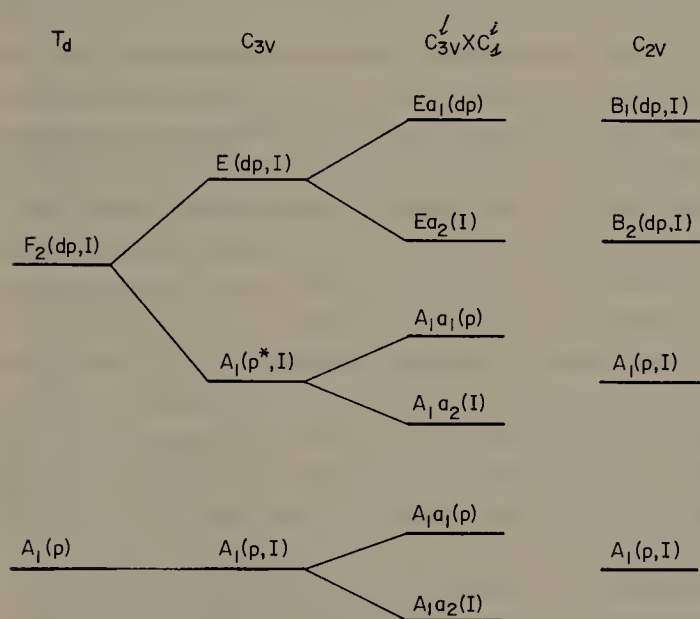 T_d C_3V C^i_3V X C^i_s C_2V
Ea_1(dp) B_1(dp,I)
E(dp,I)
Ea_2(I) B_2(dp,I)
F_2(dp,I)
A_1a_1(p)
A_1(p*,I) A_1(p,I)
A_1a_2(I)
A_1a_1(p)
A_1(p) A_1(p,I) A_1(p,I)
A_1a_2(I)